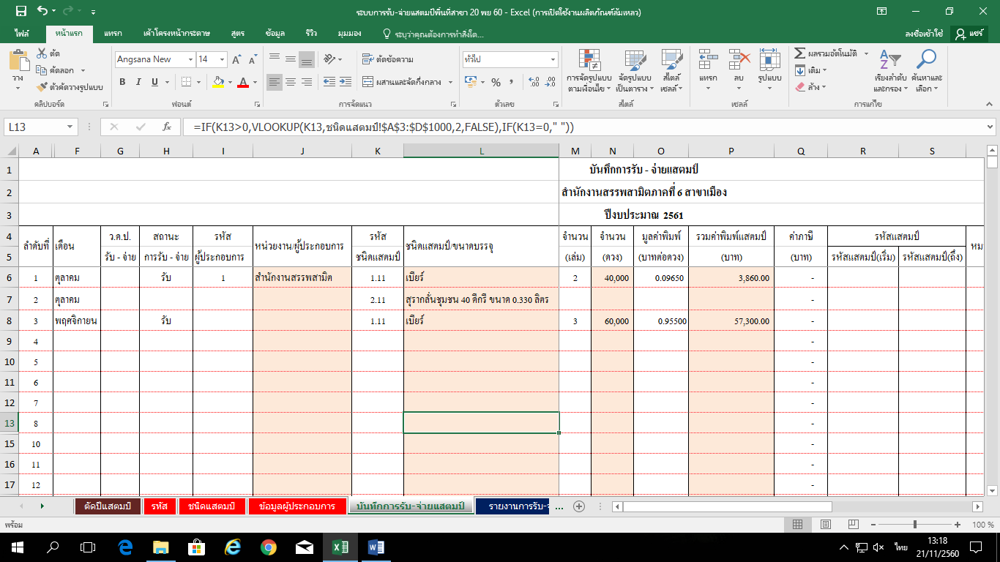 ระบบการรับ-จ่ายแสตมป์พื้นที่สาขา 20 พย 60 - Excel (การเปิดใช้งานผลิตภัณฑ์ล้มเหลว)
ไฟล์ หน้าแรก แทรก เค้าโครงหน้ากระดาษ สูตร ข้อมูล รีวิว มุมมอง ระบุว่าคุณต้องการทำสิ่งใด... ลงชื่อเข้าใช้ แชร์
วาง
ตัด
คัดลอก
ตัวคัดวางรูปแบบ
Angsana New 14
B I U
ตัดข้อความ
ผสานและจัดกึ่งกลาง
ทั่วไป
การจัดรูปแบบ ตามเงื่อนไข
จัดรูปแบบ เป็นตาราง
สไตล์ เซลล์
แทรก ลบ รูปแบบ
ผลรวมอัตโนมัติ
เติม
ล้าง
เรียงลำดับ และกรอง
ค้นหาและ เลือก
คลิปบอร์ด ฟอนต์ การจัดแนว ตัวเลข สไตล์ เซลล์ การแก้ไข
L13 fx =IF(K13>0,VLOOKUP(K13,ชนิดแสตมป์!$A$3:$D$1000,2,FALSE),IF(K13=0," "))
A F G H I J K L M N O P Q R S
1 บันทึกการรับ - จ่ายแสตมป์
2 สำนักงานสรรพสามิตภาคที่ 6 สาขาเมือง
3 ปีงบประมาณ 2561
4 ลำดับที่ เดือน ว.ด.ป. สถานะ รหัส หน่วยงาน/ผู้ประกอบการ รหัส ชนิดแสตมป์/ขนาดบรรจุ จำนวน จำนวน มูลค่าพิมพ์ รวมค่าพิมพ์แสตมป์ ค่าภาษี รหัสแสตมป์
5 รับ - จ่าย การรับ - จ่าย ผู้ประกอบการ ชนิดแสตมป์ (เล่ม) (ดวง) (บาทต่อดวง) (บาท) (บาท) รหัสแสตมป์(เริ่ม) รหัสแสตมป์(ถึง)
6 1 ตุลาคม รับ 1 สำนักงานสรรพสามิต 1.11 เบียร์ 2 40,000 0.09650 3,860.00 -
7 2 ตุลาคม 2.11 สุรากลั่นชุมชน 40 ดีกรี ขนาด 0.330 ลิตร
8 3 พฤศจิกายน รับ 1.11 เบียร์ 3 60,000 0.95500 57,300.00 -
9 4 -
10 5 -
11 6 -
12 7 -
13 8 -
15 10 -
16 11 -
17 12 -
ตัดปีแสตมป์ รหัส ชนิดแสตมป์ ข้อมูลผู้ประกอบการ บันทึกการรับ-จ่ายแสตมป์ รายงานการรับ- ...
พร้อม 100 %
ไทย
13:18
21/11/2560